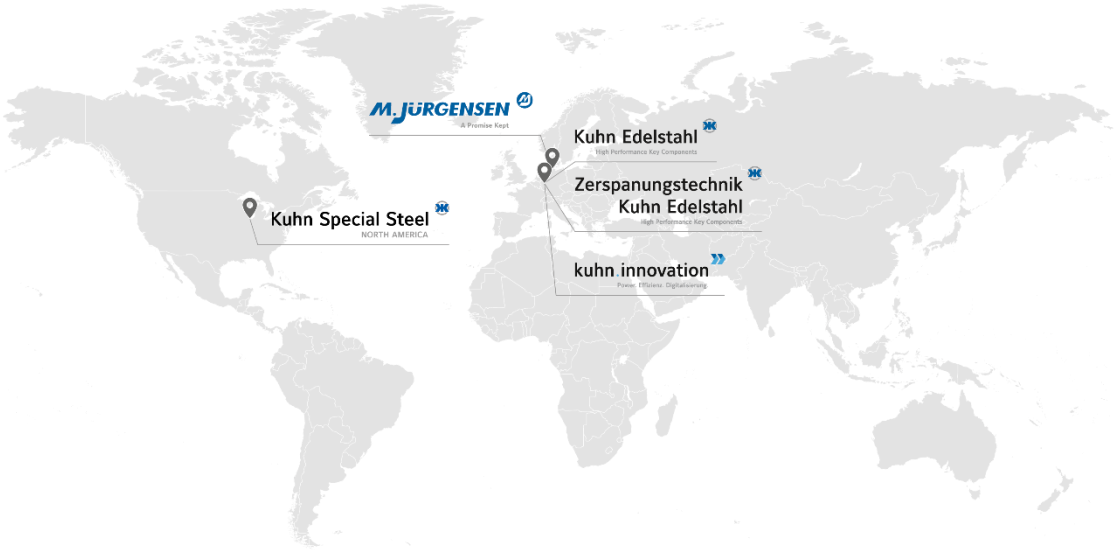 M.JÜRGENSEN
A Promise Kept
Kuhn Edelstahl
High Performance Key Components
Zerspanungstechnik
Kuhn Edelstahl
High Performance Key Components
Kuhn Special Steel
NORTH AMERICA
kuhn.innovation
Power. Effizienz. Digitalisierung.